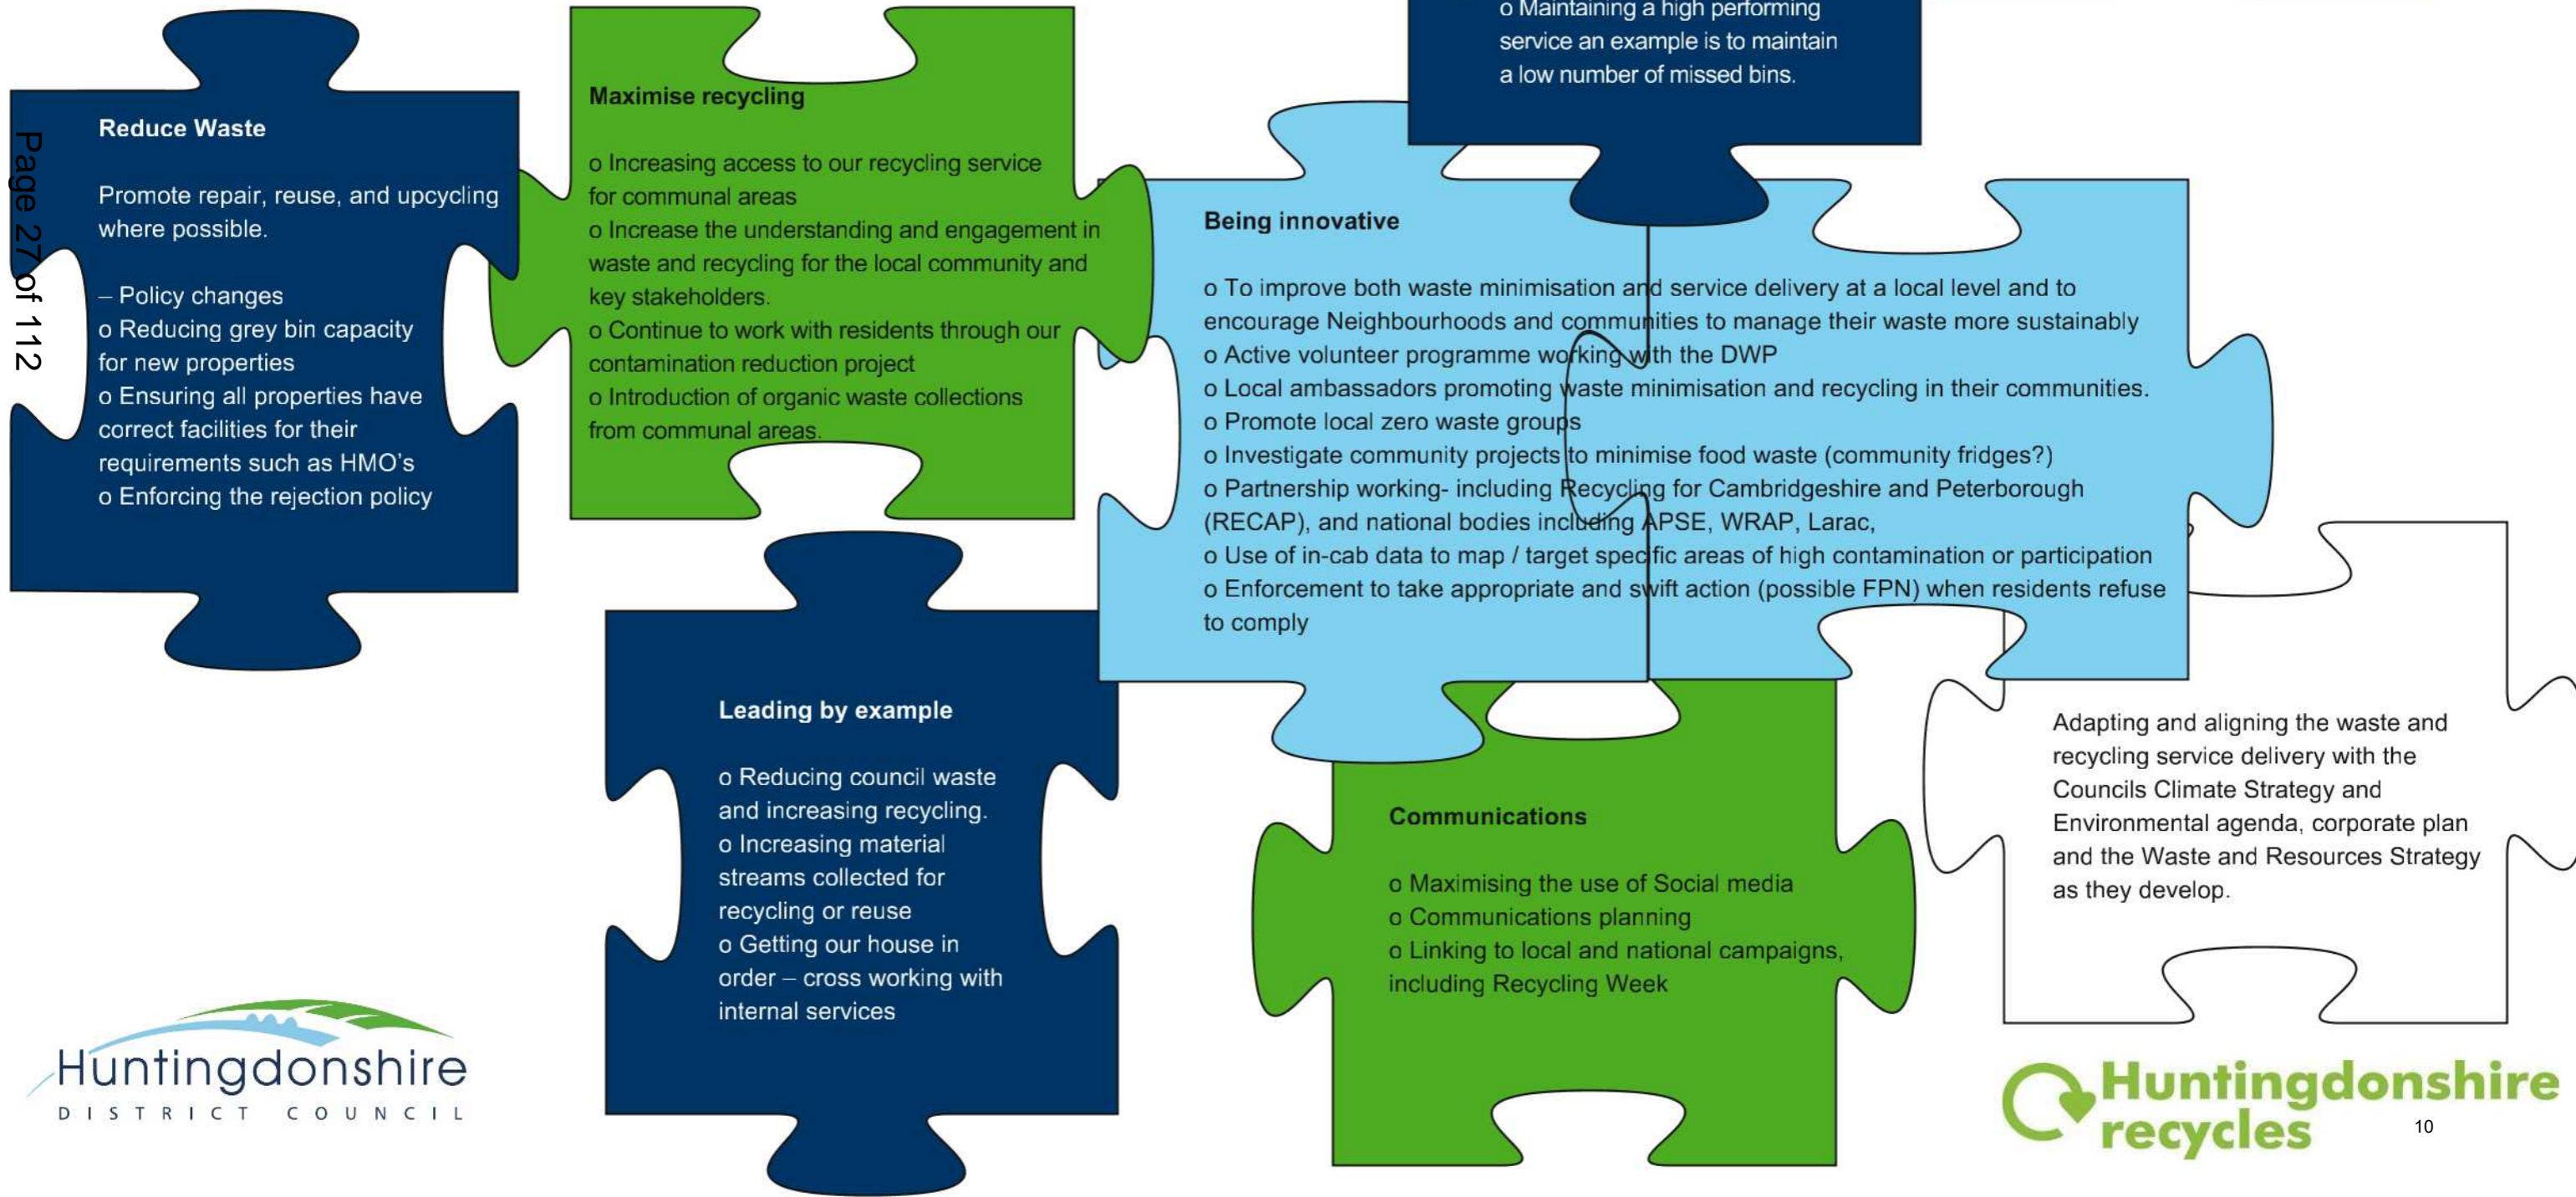 o Maintaining a high performing
service an example is to maintain
a low number of missed bins.
Page 27 of 112
Reduce Waste
Promote repair, reuse, and upcycling
where possible.
– Policy changes
o Reducing grey bin capacity
for new properties
o Ensuring all properties have
correct facilities for their
requirements such as HMO's
o Enforcing the rejection policy
Maximise recycling
o Increasing access to our recycling service
for communal areas
o Increase the understanding and engagement in
waste and recycling for the local community and
key stakeholders.
o Continue to work with residents through our
contamination reduction project
o Introduction of organic waste collections
from communal areas.
Being innovative
o To improve both waste minimisation and service delivery at a local level and to
encourage Neighbourhoods and communities to manage their waste more sustainably
o Active volunteer programme working with the DWP
o Local ambassadors promoting waste minimisation and recycling in their communities.
o Promote local zero waste groups
o Investigate community projects to minimise food waste (community fridges?)
o Partnership working- including Recycling for Cambridgeshire and Peterborough
(RECAP), and national bodies including APSE, WRAP, Larac,
o Use of in-cab data to map / target specific areas of high contamination or participation
o Enforcement to take appropriate and swift action (possible FPN) when residents refuse
to comply
Leading by example
o Reducing council waste
and increasing recycling.
o Increasing material
streams collected for
recycling or reuse
o Getting our house in
order – cross working with
internal services
Communications
o Maximising the use of Social media
o Communications planning
o Linking to local and national campaigns,
including Recycling Week
Adapting and aligning the waste and
recycling service delivery with the
Councils Climate Strategy and
Environmental agenda, corporate plan
and the Waste and Resources Strategy
as they develop.
Huntingdonshire
DISTRICT COUNCIL
Huntingdonshire
recycles
10